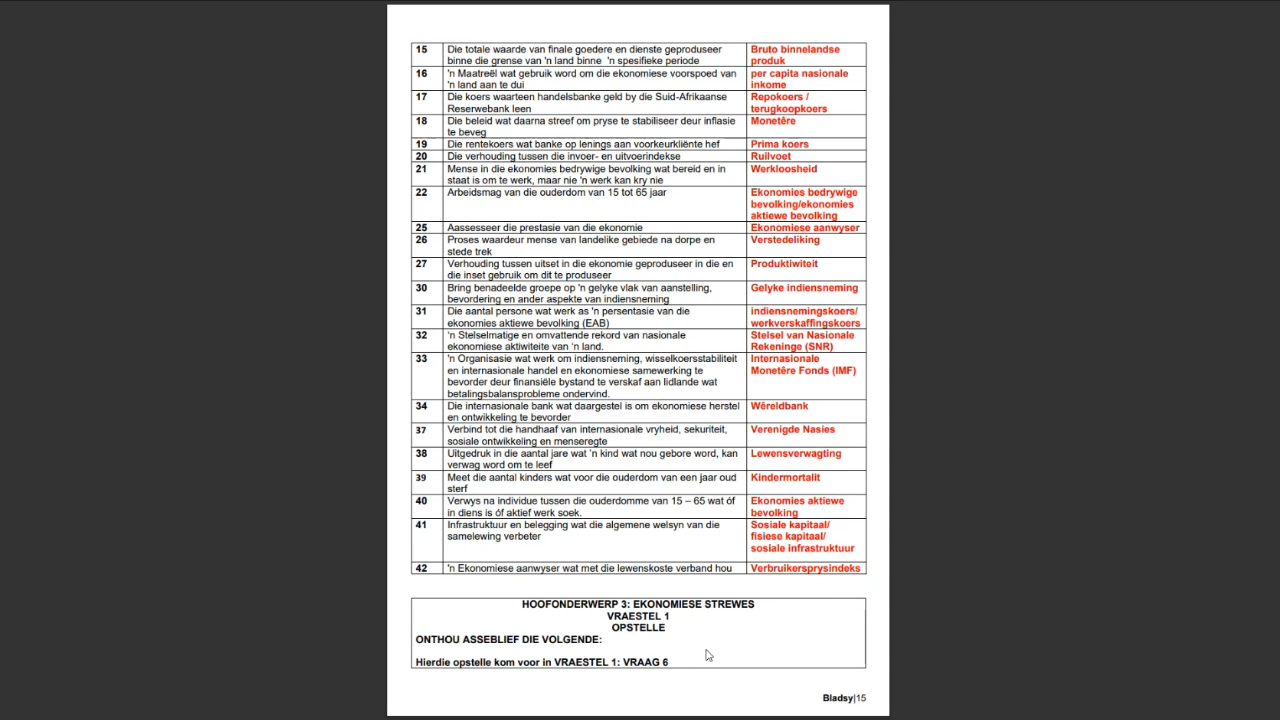 15 Die totale waarde van finale goedere en dienste geproduseer Bruto binnelandse
binne die grense van 'n land binne 'n spesifieke periode produk
16 'n Maatreël wat gebruik word om die ekonomiese voorspoed van per capita nasionale
'n land aan te dui inkome
17 Die koers waarteen handelsbanke geld by die Suid-Afrikaanse Repokoers /
Reserwebank leen terugkoopkoers
18 Die beleid wat daarna streef om pryse te stabiliseer deur inflasie Monetêre
te beveg
19 Die rentekoers wat banke op lenings aan voorkeurkliënte hef Prima koers
20 Die verhouding tussen die invoer- en uitvoerindekse Ruilvoet
21 Mense in die ekonomies bedrywige bevolking wat bereid en in Werkloosheid
staat is om te werk, maar nie 'n werk kan kry nie
22 Arbeidsmag van die ouderdom van 15 tot 65 jaar Ekonomies bedrywige
bevolking/ekonomies
aktiewe bevolking
25 Aassesseer die prestasie van die ekonomie Ekonomiese aanwyser
26 Proses waardeur mense van landelike gebiede na dorpe en Verstedeliking
stede trek
27 Verhouding tussen uitset in die ekonomie geproduseer in die en Produktiwiteit
die inset gebruik om dit te produseer
30 Bring benadeelde groepe op 'n gelyke vlak van aanstelling, Gelyke indiensneming
bevordering en ander aspekte van indiensneming
31 Die aantal persone wat werk as 'n persentasie van die indiensnemingskoers/
ekonomies aktiewe bevolking (EAB) werkverskaffingskoers
32 'n Stelselmatige en omvattende rekord van nasionale Stelsel van Nasionale
ekonomiese aktiwiteite van 'n land. Rekeninge (SNR)
33 'n Organisasie wat werk om indiensneming, wisselkoersstabiliteit Internasionale
en internasionale handel en ekonomiese samewerking te Monetêre Fonds (IMF)
bevorder deur finansiële bystand te verskaf aan lidlande wat
betalingsbalansprobleme ondervind.
34 Die internasionale bank wat daargestel is om ekonomiese herstel Wêreldbank
en ontwikkeling te bevorder
37 Verbind tot die handhaaf van internasionale vryheid, sekuriteit, Verenigde Nasies
sosiale ontwikkeling en menseregte
38 Uitgedruk in die aantal jare wat 'n kind wat nou gebore word, kan Lewensverwagting
verwag word om te leef
39 Meet die aantal kinders wat voor die ouderdom van een jaar oud Kindermortalit
sterf
40 Verwys na individue tussen die ouderdomme van 15 – 65 wat óf Ekonomies aktiewe
in diens is óf aktief werk soek. bevolking
41 Infrastruktuur en belegging wat die algemene welsyn van die Sosiale kapitaal/
samelewing verbeter fisiese kapitaal/
sosiale infrastruktuur
42 'n Ekonomiese aanwyser wat met die lewenskoste verband hou Verbruikersprysindeks
HOOFONDERWERP 3: EKONOMIESE STREWES
VRAESTEL 1
OPSTELLE
ONTHOU ASSEBLIEF DIE VOLGENDE:
Hierdie opstelle kom voor in VRAESTEL 1: VRAAG 6
Bladsy|15